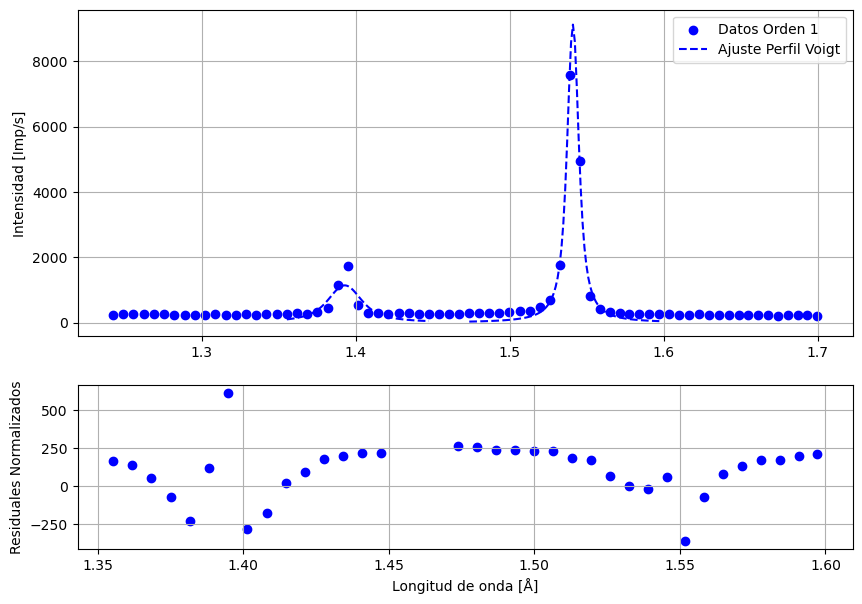 Datos Orden 1
Ajuste Perfil Voigt
Intensidad [Imp/s]
8000
6000
4000
2000
0
1.3 1.4 1.5 1.6 1.7
Residuales Normalizados
500
250
0
−250
1.35 1.40 1.45 1.50 1.55 1.60
Longitud de onda [Å]